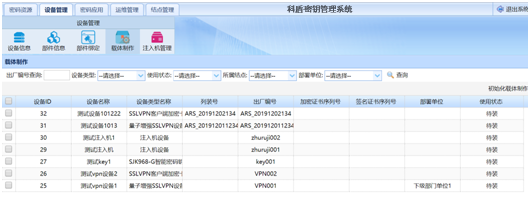 密码资源 设备管理 密码应用 运维管理 结点管理 科盾密钥管理系统 退出系统
设备管理
设备信息 部件信息 部件绑定 载体制作 注入机管理
载体制作
出厂编号查询: 设备类型: --请选择-- 使用状态: --请选择-- 所属结点: --请选择-- 部署单位: --请选择-- 查询
初始化载体制作
设备ID 设备名称 设备类型名称 列装号 出厂编号 加密证书序列号 签名证书序列号 部署单位 使用状态
32 测试设备101222 SSLVPN客户端加密卡 ARS_20191202134 ARS_20191202134 待装
31 测试设备1013 量子增强SSLVPN设备 ARS_201912011234 ARS_201912011234 待装
30 测试注入机1 注入机设备 zhuruji002 待装
29 测试注入机 注入机设备 zhuruji001 待装
27 测试key1 SJK968-G智能密码钥 key001 待装
26 测试vpn设备2 SSLVPN客户端加密卡 VPN002 待装
25 测试vpn设备1 量子增强SSLVPN设备 VPN001 下级部门单位1 待装